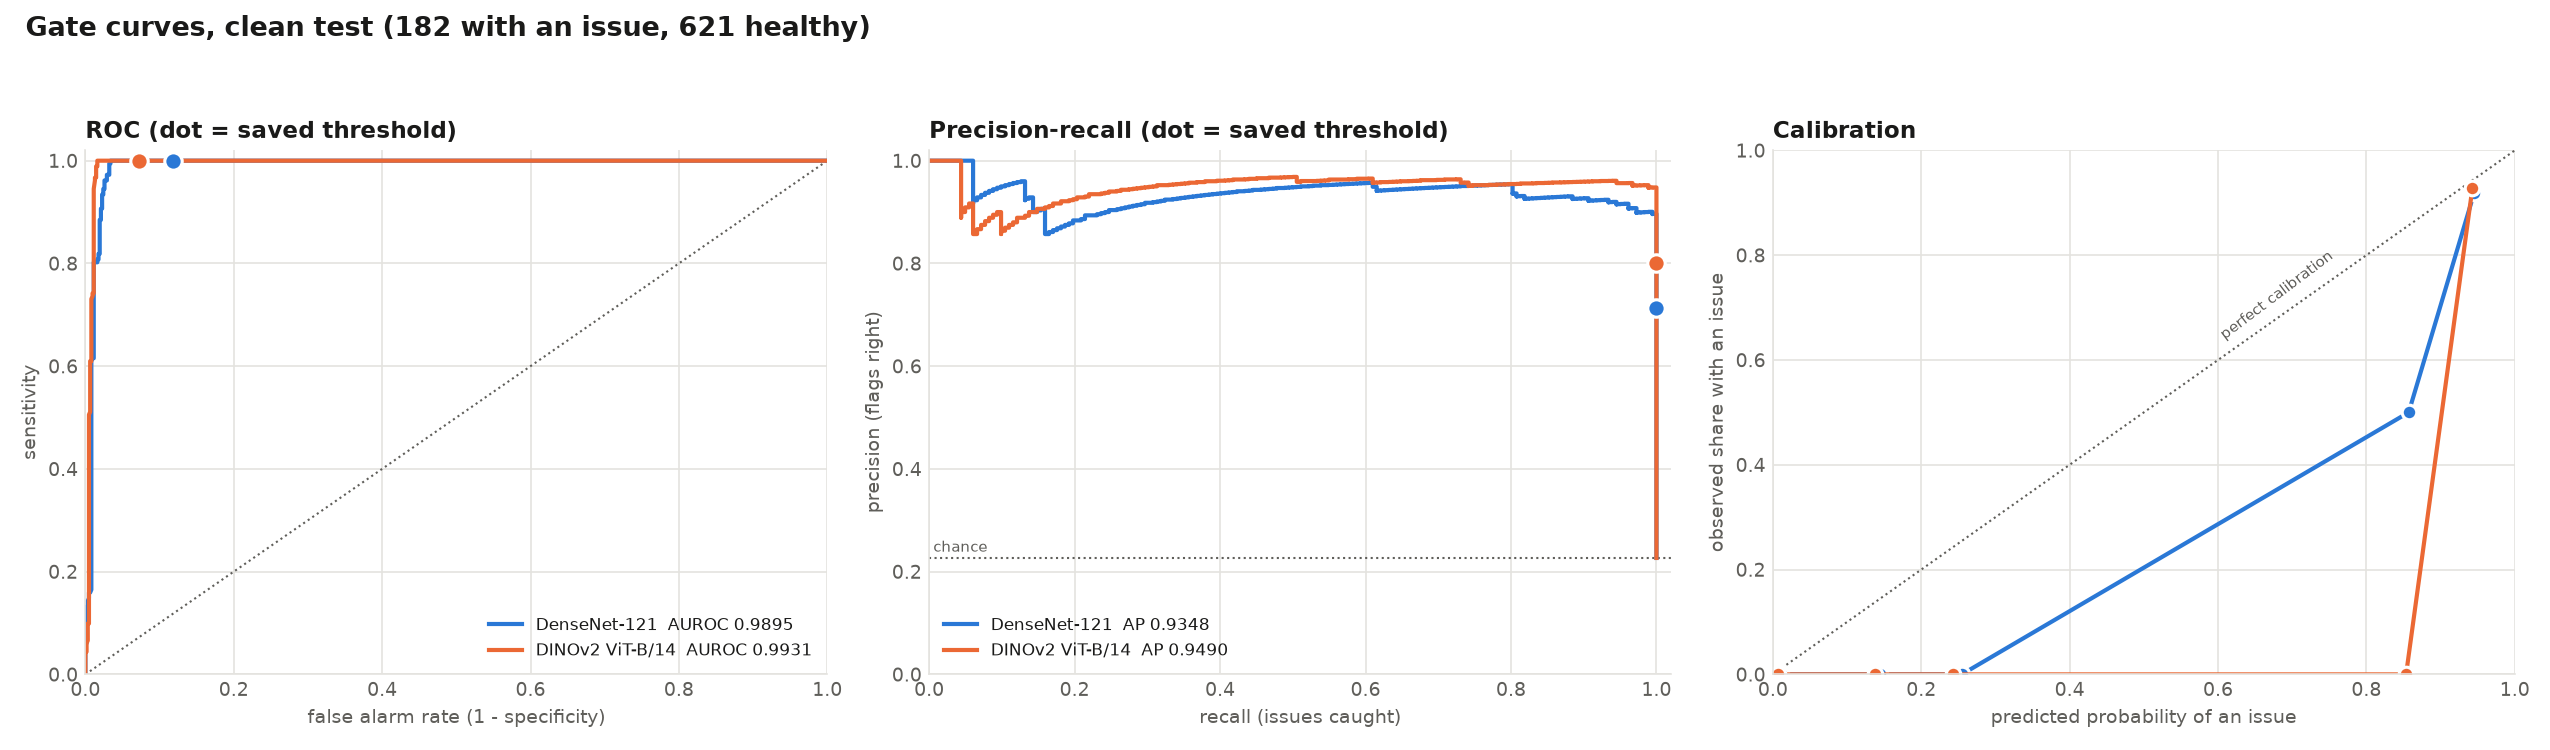 Gate curves, clean test (182 with an issue, 621 healthy)
ROC (dot = saved threshold)
sensitivity
1.0
0.8
0.6
0.4
0.2
0.0
0.0 0.2 0.4 0.6 0.8 1.0
false alarm rate (1 - specificity)
DenseNet-121 AUROC 0.9895
DINOv2 ViT-B/14 AUROC 0.9931
Precision-recall (dot = saved threshold)
precision (flags right)
1.0
0.8
0.6
0.4
0.2
0.0
chance
DenseNet-121 AP 0.9348
DINOv2 ViT-B/14 AP 0.9490
0.0 0.2 0.4 0.6 0.8 1.0
recall (issues caught)
Calibration
observed share with an issue
1.0
0.8
0.6
0.4
0.2
0.0
perfect calibration
0.0 0.2 0.4 0.6 0.8 1.0
predicted probability of an issue